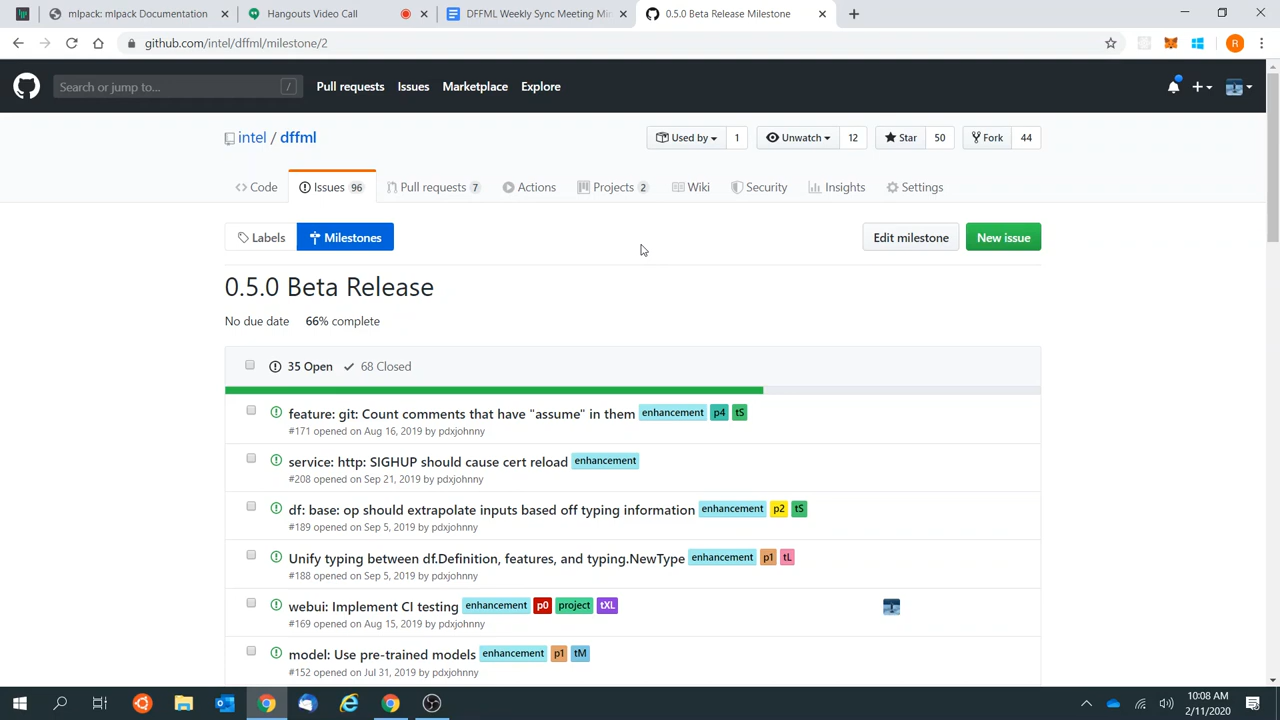 mlpack: mlpack Documentation
Hangouts Video Call
DFFML Weekly Sync Meeting Min
0.5.0 Beta Release Milestone
github.com/intel/dffml/milestone/2
R
Search or jump to...
/
Pull requests
Issues
Marketplace
Explore
intel / dffml
Used by 1
Unwatch 12
Star 50
Fork 44
Code
Issues 96
Pull requests 7
Actions
Projects 2
Wiki
Security
Insights
Settings
Labels
Milestones
Edit milestone
New issue
0.5.0 Beta Release
No due date 66% complete
35 Open 68 Closed
feature: git: Count comments that have "assume" in them enhancement p4 tS
#171 opened on Aug 16, 2019 by pdxjohnny
service: http: SIGHUP should cause cert reload enhancement
#208 opened on Sep 21, 2019 by pdxjohnny
df: base: op should extrapolate inputs based off typing information enhancement p2 tS
#189 opened on Sep 5, 2019 by pdxjohnny
Unify typing between df.Definition, features, and typing.NewType enhancement p1 tL
#188 opened on Sep 5, 2019 by pdxjohnny
webui: Implement CI testing enhancement p0 project tXL
#169 opened on Aug 15, 2019 by pdxjohnny
model: Use pre-trained models enhancement p1 tM
#152 opened on Jul 31, 2019 by pdxjohnny
10:08 AM
2/11/2020